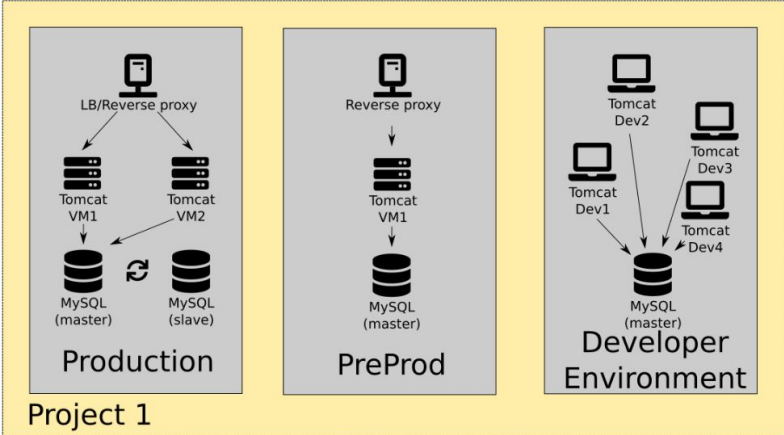 LB/Reverse proxy
Tomcat
VM1
Tomcat
VM2
MySQL
(master)
MySQL
(slave)
Production
Reverse proxy
Tomcat
VM1
MySQL
(master)
PreProd
Tomcat
Dev2
Tomcat
Dev3
Tomcat
Dev1
Tomcat
Dev4
MySQL
(master)
Developer
Environment
Project 1